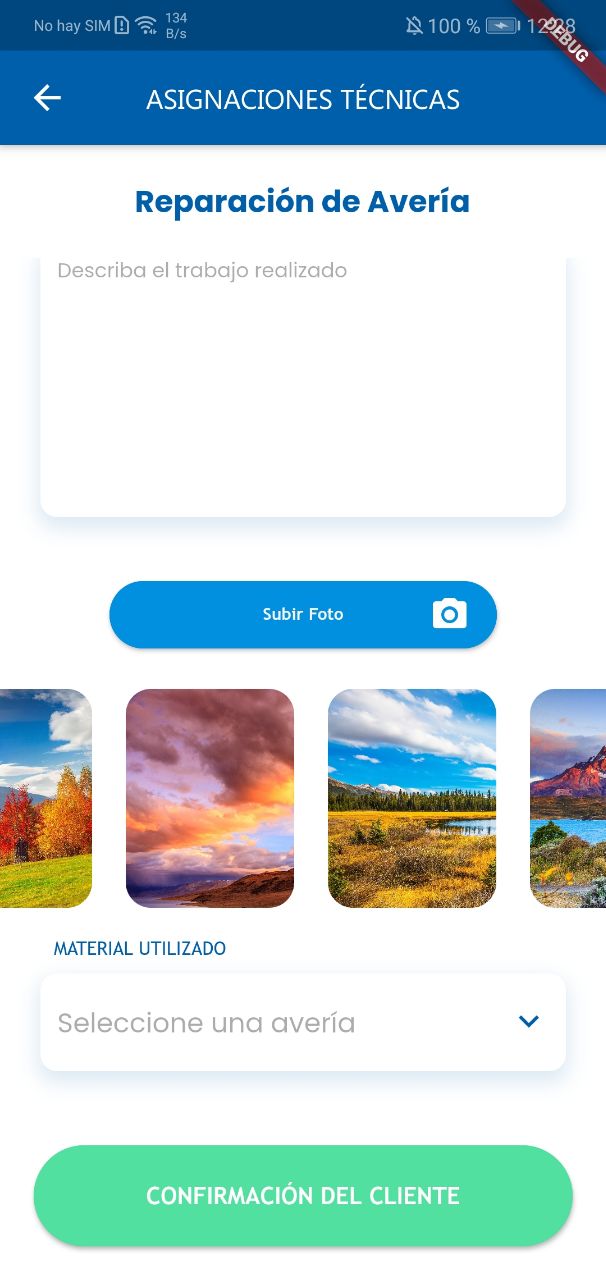 No hay SIM 134 B/s 100 % 12:28
DEBUG
ASIGNACIONES TÉCNICAS
Reparación de Avería
Describa el trabajo realizado
Subir Foto
MATERIAL UTILIZADO
Seleccione una avería
CONFIRMACIÓN DEL CLIENTE